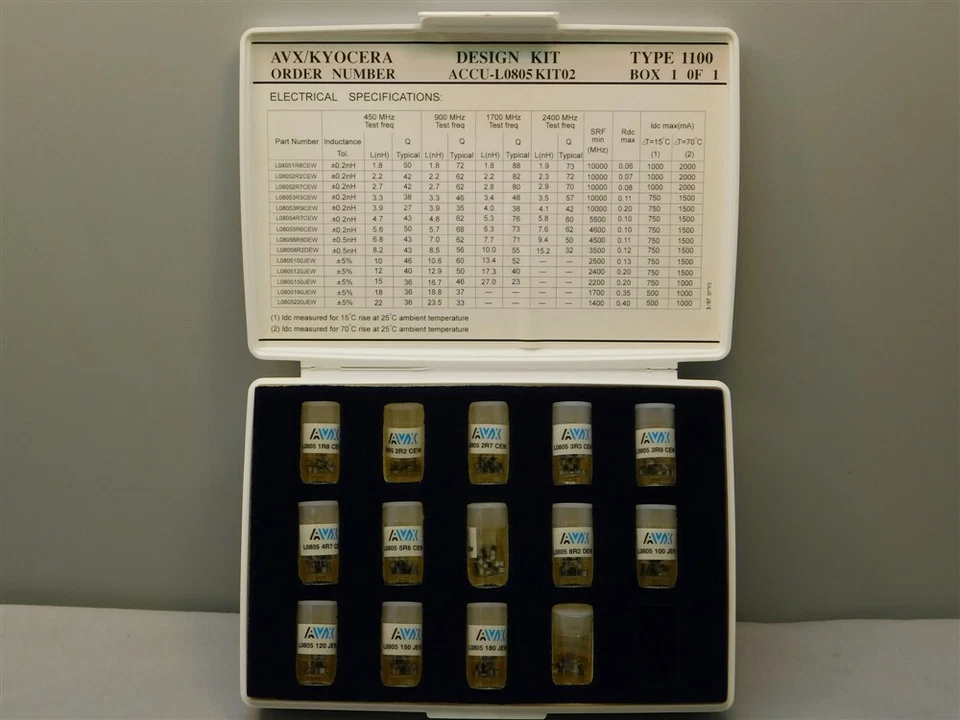 AVX/KYOCERA DESIGN KIT TYPE 1100
ORDER NUMBER ACCU-L0805KIT02 BOX 1 OF 1
ELECTRICAL SPECIFICATIONS:
450 MHz Test freq 900 MHz Test freq 1700 MHz Test freq 2400 MHz Test freq SRF min (MHz) Rdc max Idc max(mA)
Part Number Inductance Tol. L(nH) Q Typical L(nH) Q Typical L(nH) Q Typical L(nH) Q Typical ΔT=15°C (1) ΔT=70°C (2)
L08051R8CEW ±0.2nH 1.8 50 1.8 72 1.8 88 1.9 73 10000 0.06 1000 2000
L08052R2CEW ±0.2nH 2.2 42 2.2 62 2.2 82 2.3 72 10000 0.07 1000 2000
L08052R7CEW ±0.2nH 2.7 42 2.7 62 2.8 80 2.9 70 10000 0.08 1000 2000
L08053R3CEW ±0.2nH 3.3 38 3.3 46 3.4 48 3.5 57 10000 0.11 750 1500
L08053R9CEW ±0.2nH 3.9 27 3.9 35 4.0 38 4.1 42 10000 0.20 750 1500
L08054R7CEW ±0.2nH 4.7 43 4.8 62 5.3 76 5.8 60 5500 0.10 750 1500
L08055R6CEW ±0.2nH 5.6 50 5.7 68 6.3 73 7.6 62 4600 0.10 750 1500
L08056R8DEW ±0.5nH 6.8 43 7.0 62 7.7 71 9.4 50 4500 0.11 750 1500
L08058R2DEW ±0.5nH 8.2 43 8.5 56 10.0 55 15.2 32 3500 0.12 750 1500
L0805100JEW ±5% 10 46 10.6 60 13.4 52 — — 2500 0.13 750 1500
L0805120JEW ±5% 12 40 12.9 50 17.3 40 — — 2400 0.20 750 1500
L0805150JEW ±5% 15 36 16.7 46 27.0 23 — — 2200 0.20 750 1000
L0805180JEW ±5% 18 36 18.8 37 — — — — 1700 0.35 500 1000
L0805220JEW ±5% 22 36 23.5 33 — — — — 1400 0.40 500 1000
(1) Idc measured for 15°C rise at 25°C ambient temperature
(2) Idc measured for 70°C rise at 25°C ambient temperature
AVX AVX AVX AVX AVX
L0805 1R8 CEW 2R2 CEW 2R7 CEW L0805 3R3 CEW L0805 3R9 CEW
AVX AVX AVX AVX
L0805 4R7 L0805 5R6 CEW L0805 8R2 DEW L0805 100 JEW
AVX AVX AVX
L0805 120 JEW L0805 150 JEW L0805 180 JEW